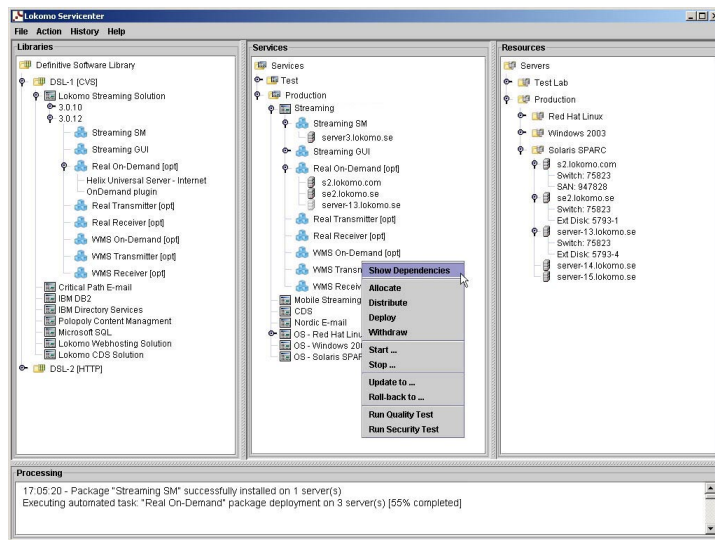 Lokomo Servicenter
File Action History Help
Libraries
Definitive Software Library
DSL-1 [CVS]
Lokomo Streaming Solution
3.0.10
3.0.12
Streaming SM
Streaming GUI
Real On-Demand [opt]
Helix Universal Server - Internet
OnDemand plugin
Real Transmitter [opt]
Real Receiver [opt]
WMS On-Demand [opt]
WMS Transmitter [opt]
WMS Receiver [opt]
Critical Path E-mail
IBM DB2
IBM Directory Services
Polopoly Content Managment
Microsoft SQL
Lokomo Webhosting Solution
Lokomo CDS Solution
DSL-2 [HTTP]
Services
Services
Test
Production
Streaming
Streaming SM
server3.lokomo.se
Streaming GUI
Real On-Demand [opt]
s2.lokomo.com
se2.lokomo.se
server-13.lokomo.se
Real Transmitter [opt]
Real Receiver [opt]
WMS On-Demand [opt]
WMS Transm
WMS Receiv
Mobile Streaming
CDS
Nordic E-mail
OS - Red Hat Linu
OS - Windows 200
OS - Solaris SPAR
Show Dependencies
Allocate
Distribute
Deploy
Withdraw
Start ...
Stop ...
Update to ...
Roll-back to ...
Run Quality Test
Run Security Test
Resources
Servers
Test Lab
Production
Red Hat Linux
Windows 2003
Solaris SPARC
s2.lokomo.com
Switch: 75823
SAN: 947828
se2.lokomo.se
Switch: 75823
Ext Disk: 5793-1
server-13.lokomo.se
Switch: 75823
Ext Disk: 5793-4
server-14.lokomo.se
server-15.lokomo.se
Processing
17:05:20 - Package "Streaming SM" successfully installed on 1 server(s)
Executing automated task: "Real On-Demand" package deployment on 3 server(s) [55% completed]